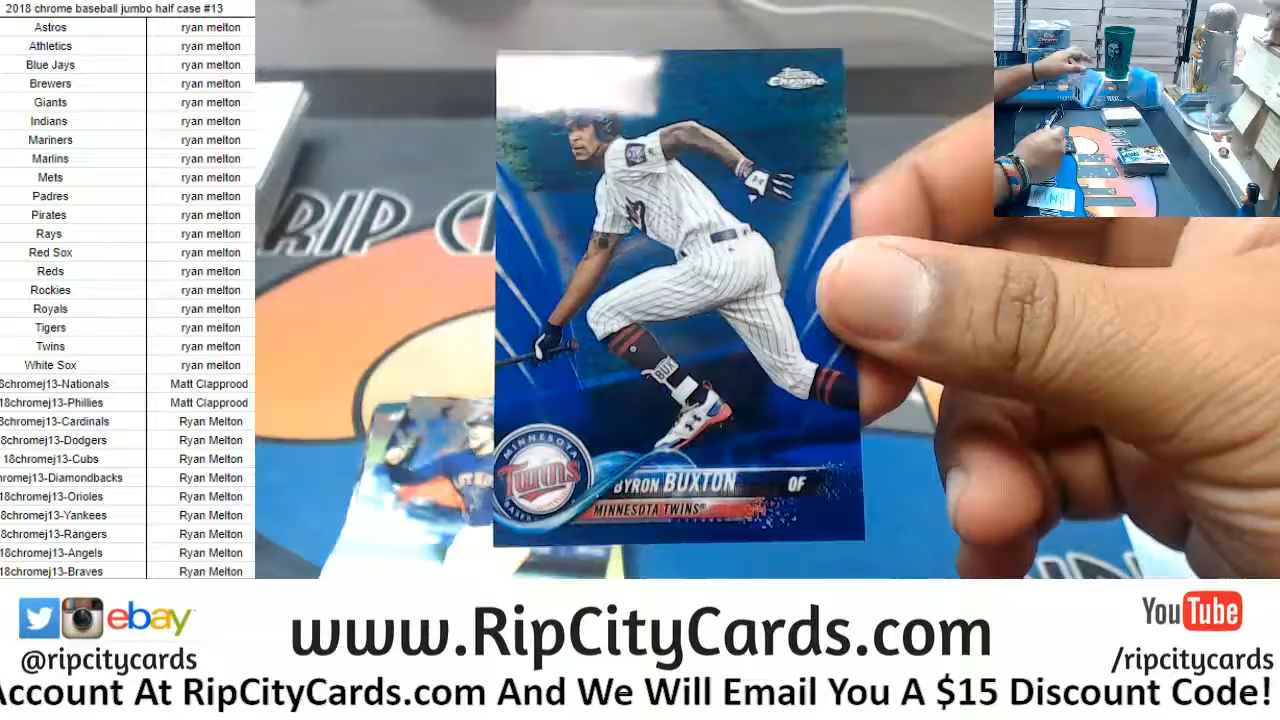 2018 chrome baseball jumbo half case #13
Astros ryan melton
Athletics ryan melton
Blue Jays ryan melton
Brewers ryan melton
Giants ryan melton
Indians ryan melton
Mariners ryan melton
Marlins ryan melton
Mets ryan melton
Padres ryan melton
Pirates ryan melton
Rays ryan melton
Red Sox ryan melton
Reds ryan melton
Rockies ryan melton
Royals ryan melton
Tigers ryan melton
Twins ryan melton
White Sox ryan melton
8chromej13-Nationals Matt Clapprood
18chromej13-Phillies Matt Clapprood
8chromej13-Cardinals Ryan Melton
8chromej13-Dodgers Ryan Melton
18chromej13-Cubs Ryan Melton
hromej13-Diamondbacks Ryan Melton
8chromej13-Orioles Ryan Melton
8chromej13-Yankees Ryan Melton
8chromej13-Rangers Ryan Melton
18chromej13-Angels Ryan Melton
18chromej13-Braves Ryan Melton
RIP C
Topps Chrome
BUX
MINNESOTA
Twins
BYRON BUXTON OF
MINNESOTA TWINS
ebay
@ripcitycards
www.RipCityCards.com
YouTube
/ripcitycards
Account At RipCityCards.com And We Will Email You A $15 Discount Code!